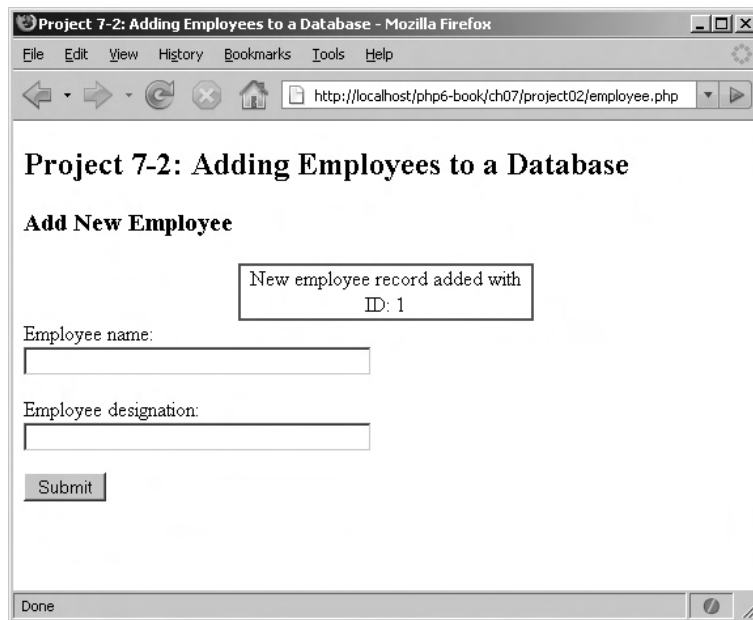 Project 7-2: Adding Employees to a Database - Mozilla Firefox
File Edit View History Bookmarks Tools Help
http://localhost/php6-book/ch07/project02/employee.php
Project 7-2: Adding Employees to a Database
Add New Employee
New employee record added with
ID: 1
Employee name:
Employee designation:
Submit
Done